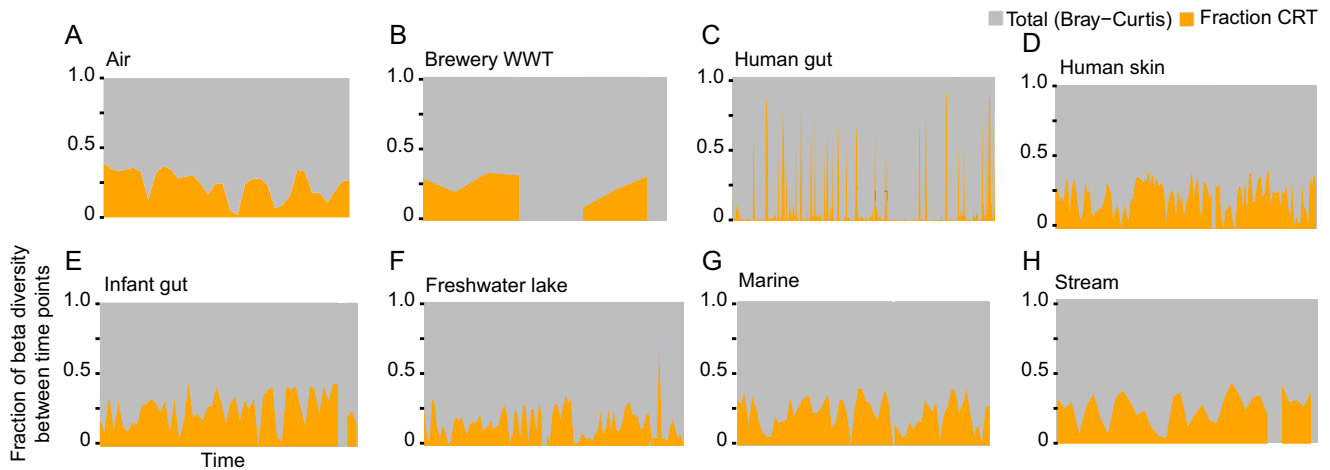 Total (Bray−Curtis) Fraction CRT
A
Air
1.0
0.5
0
B
Brewery WWT
1.0
0.5
0
C
Human gut
1.0
0.5
0
D
Human skin
1.0
0.5
0
Fraction of beta diversity
between time points
E
Infant gut
1.0
0.5
0
Time
F
Freshwater lake
1.0
0.5
0
G
Marine
1.0
0.5
0
H
Stream
1.0
0.5
0